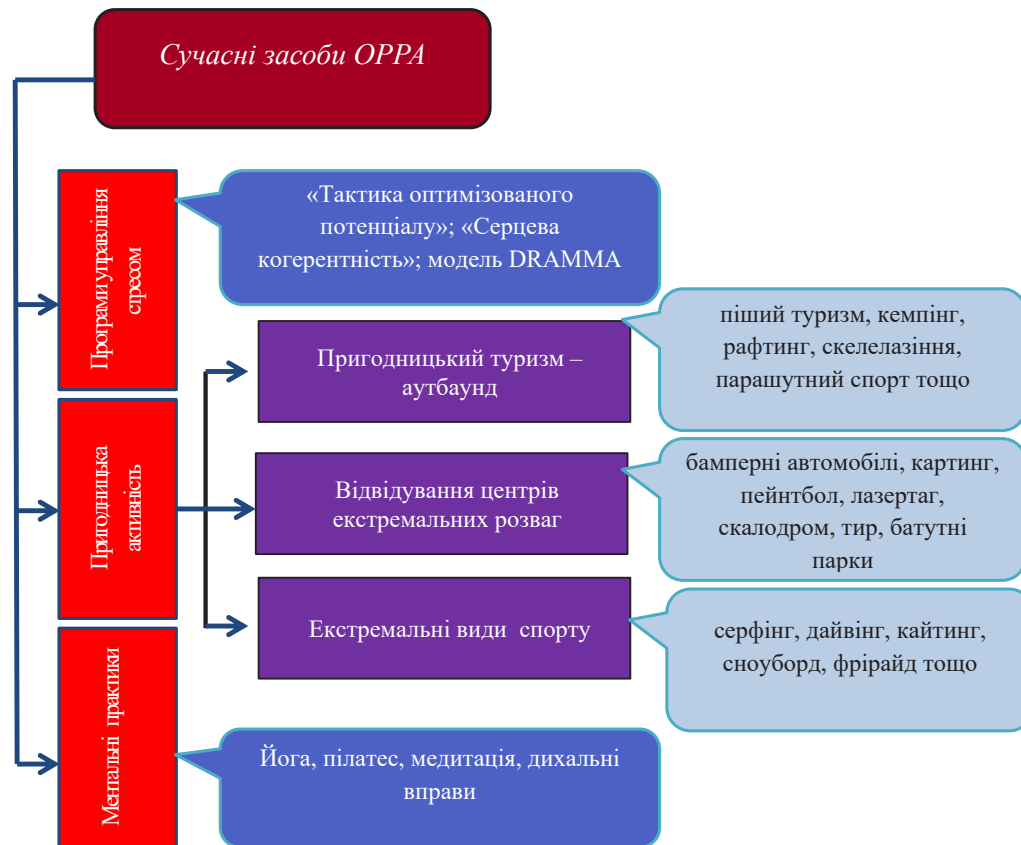 Сучасні засоби ОРРА
Програми управління
стресом
«Тактика оптимізованого
потенціалу»; «Серцева
когерентність»; модель DRAMMA
Пригодницька
активність
Пригодницький туризм –
аутбаунд
піший туризм, кемпінг,
рафтинг, скелелазіння,
парашутний спорт тощо
Відвідування центрів
екстремальних розваг
бамперні автомобілі, картинг,
пейнтбол, лазертаг,
скалодром, тир, батутні
парки
Екстремальні види спорту
серфінг, дайвінг, кайтинг,
сноуборд, фрірайд тощо
Ментальні практики
Йога, пілатес, медитація, дихальні
вправи